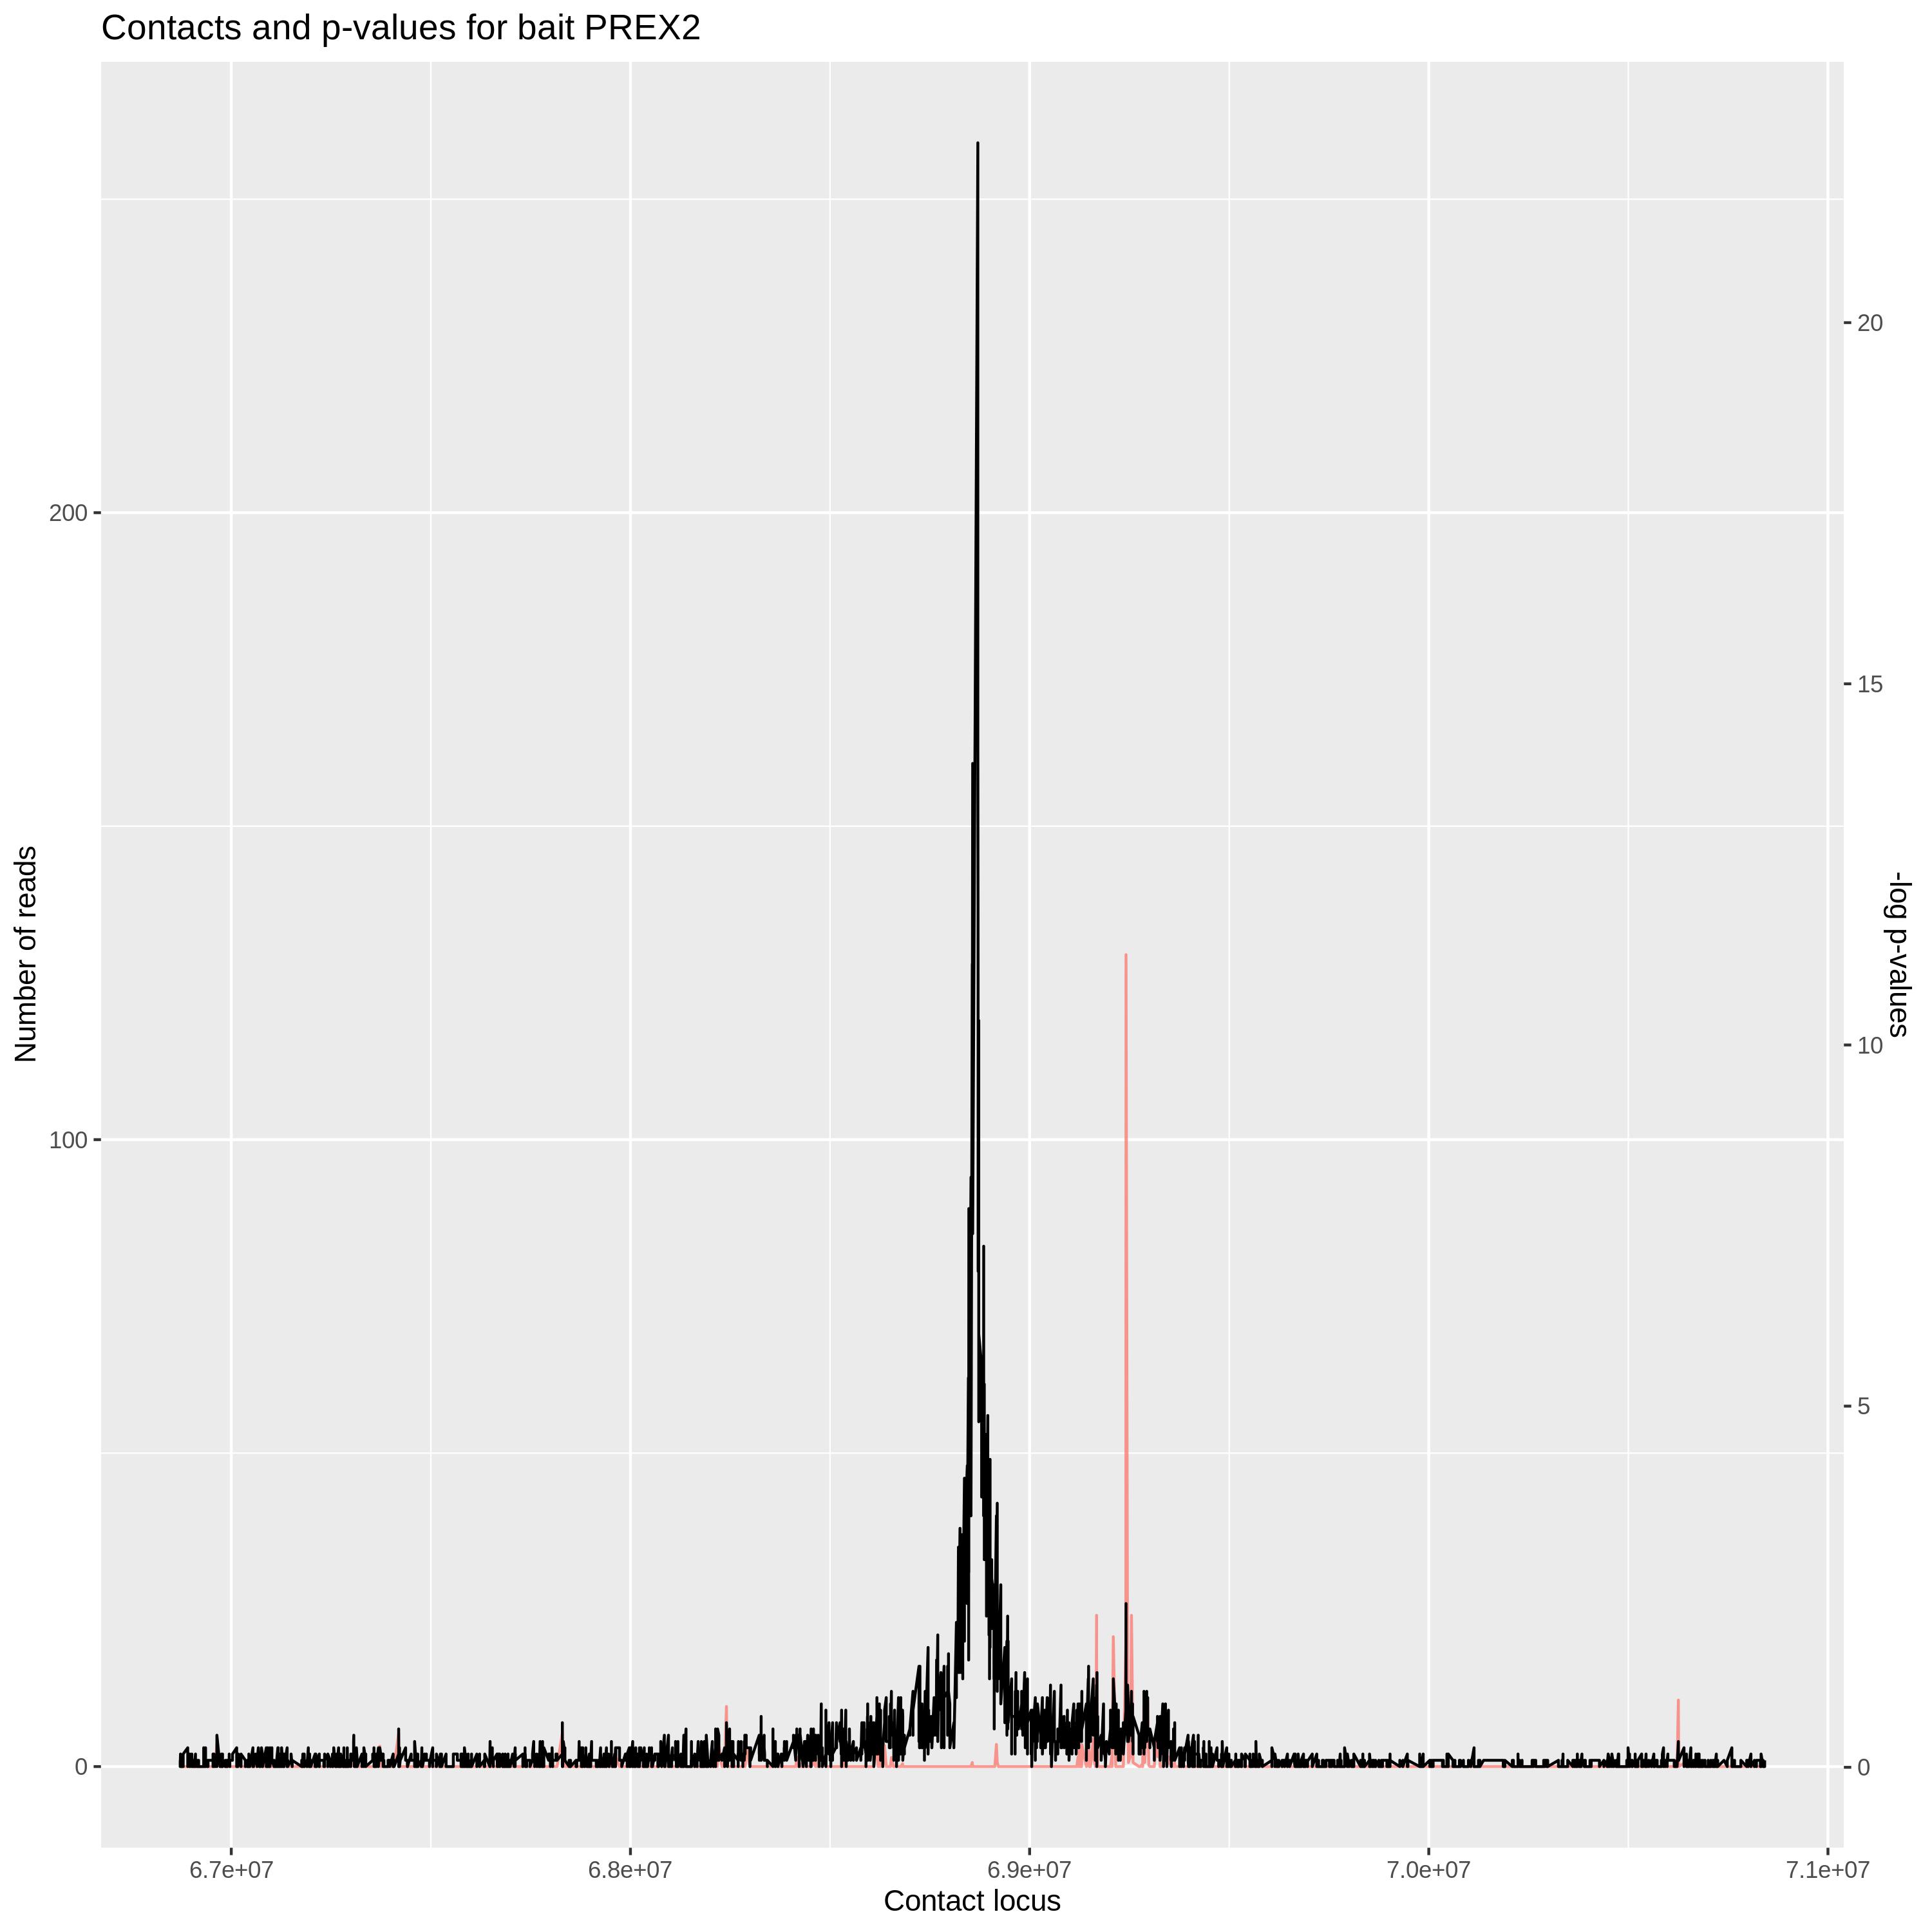 Contacts and p-values for bait PREX2
Number of reads
200
100
0
20
15
10
5
0
-log p-values
6.7e+07
6.8e+07
6.9e+07
7.0e+07
7.1e+07
Contact locus